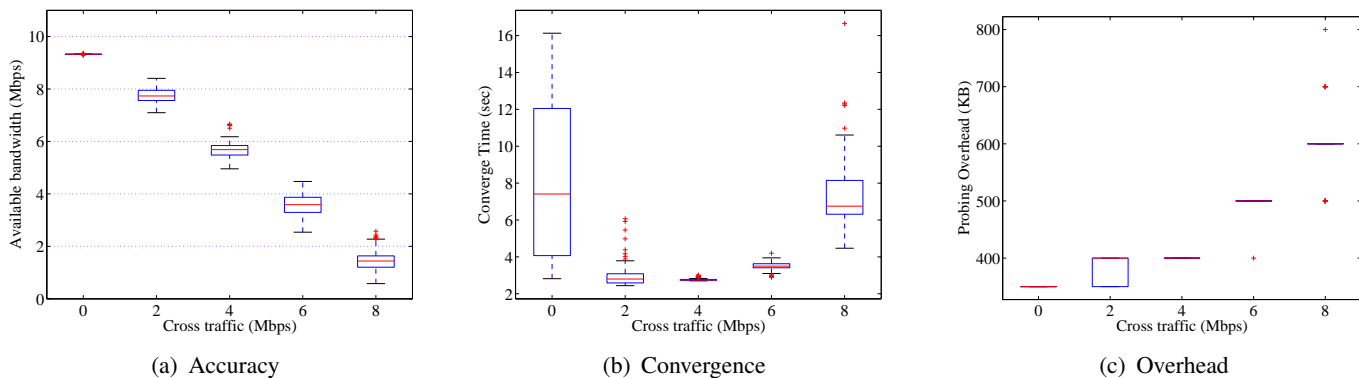 Available bandwidth (Mbps)
10
8
6
4
2
0
0 2 4 6 8
Cross traffic (Mbps)
(a) Accuracy
Converge Time (sec)
16
14
12
10
8
6
4
2
0 2 4 6 8
Cross traffic (Mbps)
(b) Convergence
Probing Overhead (KB)
800
700
600
500
400
0 2 4 6 8
Cross traffic (Mbps)
(c) Overhead